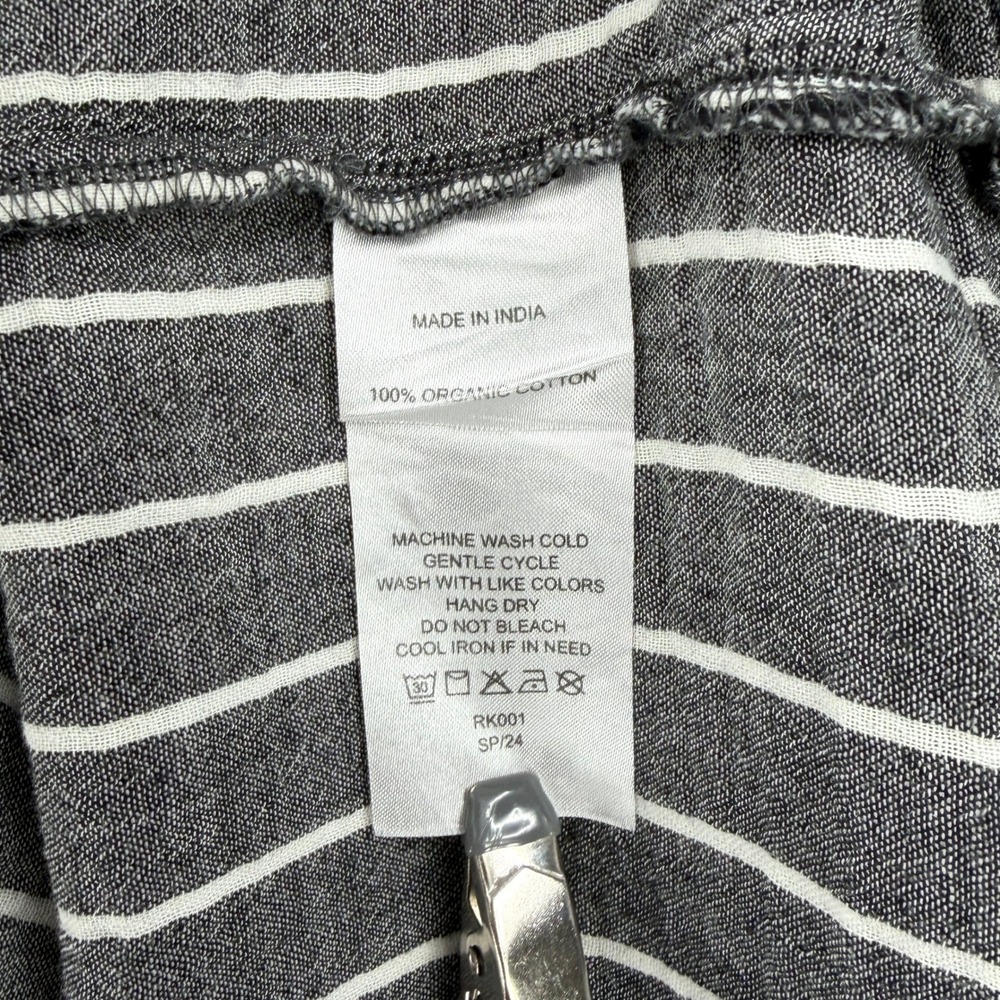 MADE IN INDIA
100% ORGANIC COTTON
MACHINE WASH COLD
GENTLE CYCLE
WASH WITH LIKE COLORS
HANG DRY
DO NOT BLEACH
COOL IRON IF IN NEED
30
RK001
SP/24